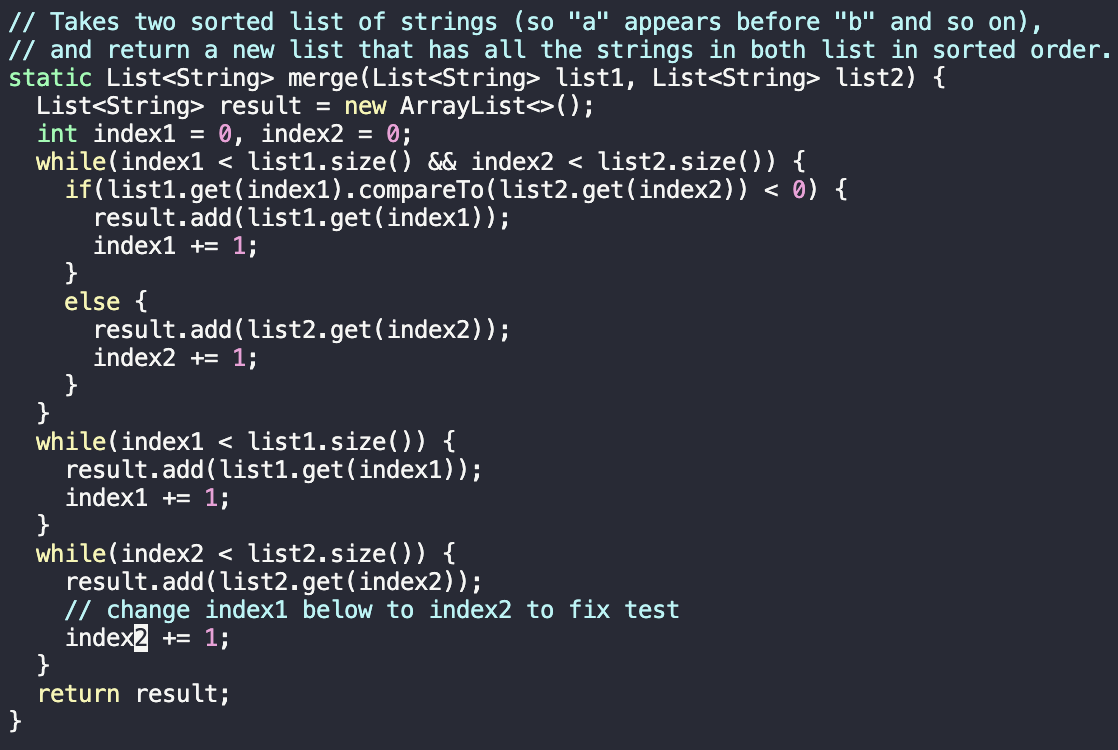 // Takes two sorted list of strings (so "a" appears before "b" and so on),
// and return a new list that has all the strings in both list in sorted order.
static List<String> merge(List<String> list1, List<String> list2) {
  List<String> result = new ArrayList<>();
  int index1 = 0, index2 = 0;
  while(index1 < list1.size() && index2 < list2.size()) {
    if(list1.get(index1).compareTo(list2.get(index2)) < 0) {
      result.add(list1.get(index1));
      index1 += 1;
    }
    else {
      result.add(list2.get(index2));
      index2 += 1;
    }
  }
  while(index1 < list1.size()) {
    result.add(list1.get(index1));
    index1 += 1;
  }
  while(index2 < list2.size()) {
    result.add(list2.get(index2));
    // change index1 below to index2 to fix test
    index2 += 1;
  }
  return result;
}